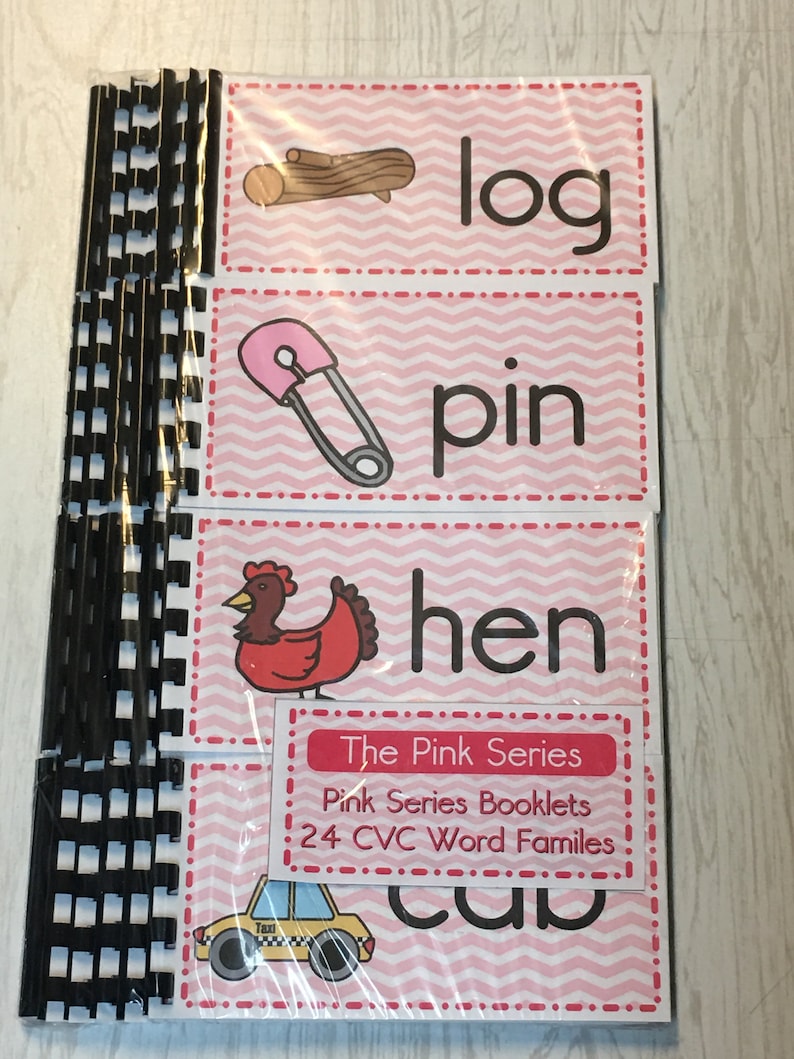 log
pin
hen
The Pink Series
Pink Series Booklets
24 CVC Word Familes
cab
Taxi